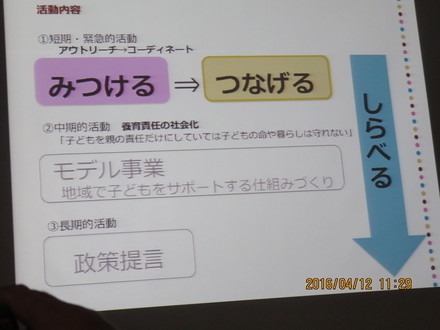 活動内容
①短期・緊急的活動
アウトリーチ→コーディネート
みつける ⇒ つなげる
②中期的活動 養育責任の社会化
「子どもを親の責任だけにしていては子どもの命や暮らしは守れない」
モデル事業
地域で子どもをサポートする仕組みづくり
③長期的活動
政策提言
しらべる
2016/04/12 11:29